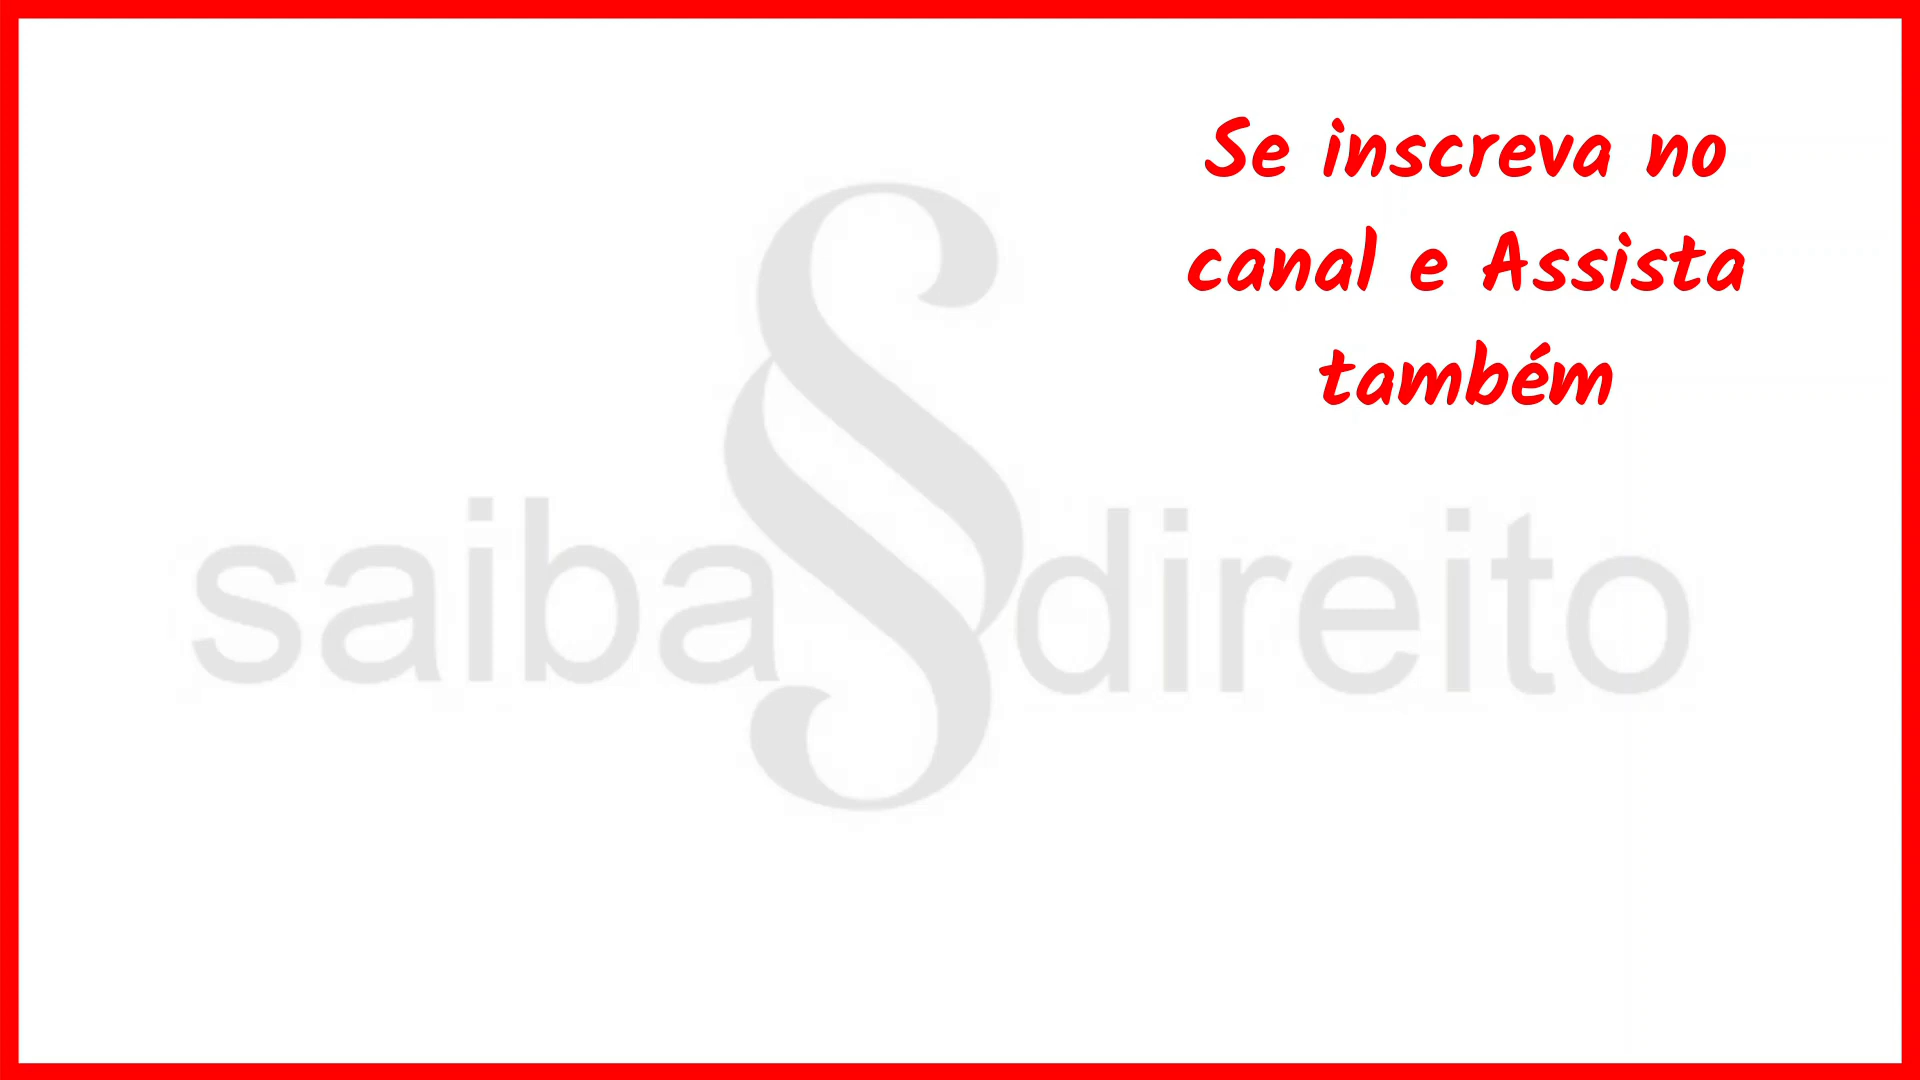 Se inscreva no
canal e Assista
também
saiba§direito